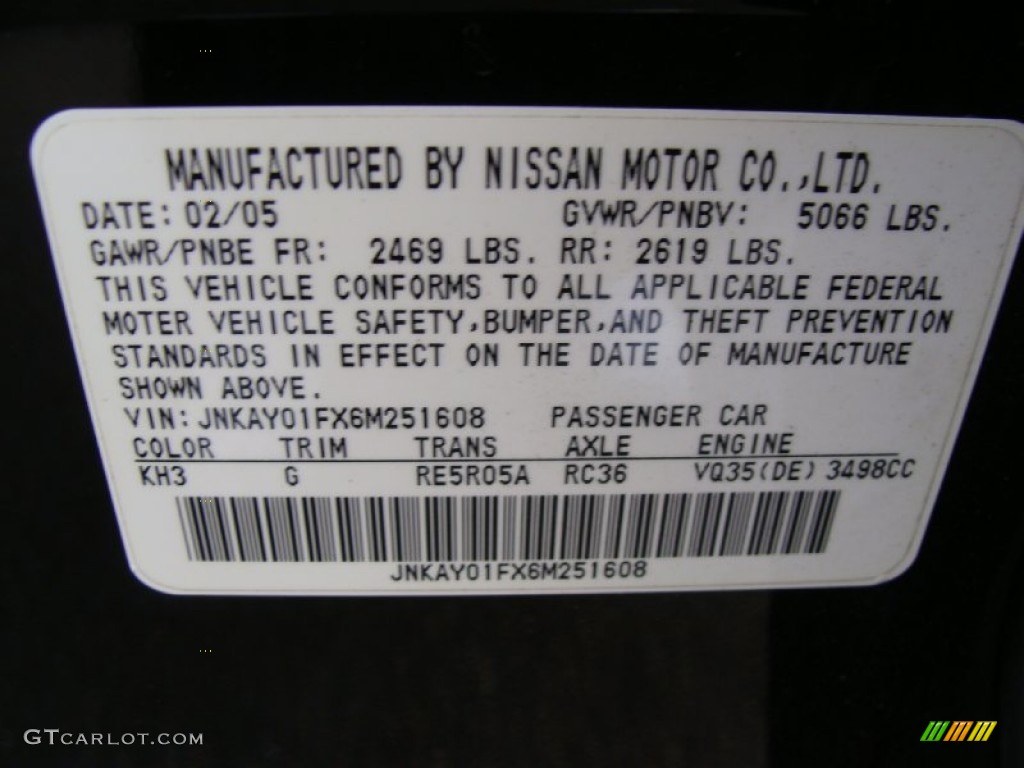 MANUFACTURED BY NISSAN MOTOR CO.,LTD.
DATE: 02/05 GVWR/PNBV: 5066 LBS.
GAWR/PNBE FR: 2469 LBS. RR: 2619 LBS.
THIS VEHICLE CONFORMS TO ALL APPLICABLE FEDERAL
MOTER VEHICLE SAFETY,BUMPER,AND THEFT PREVENTION
STANDARDS IN EFFECT ON THE DATE OF MANUFACTURE
SHOWN ABOVE.
VIN:JNKAY01FX6M251608 PASSENGER CAR
COLOR TRIM TRANS AXLE ENGINE
KH3 G RE5R05A RC36 VQ35(DE) 3498CC
JNKAY01FX6M251608
GTCARLOT.COM